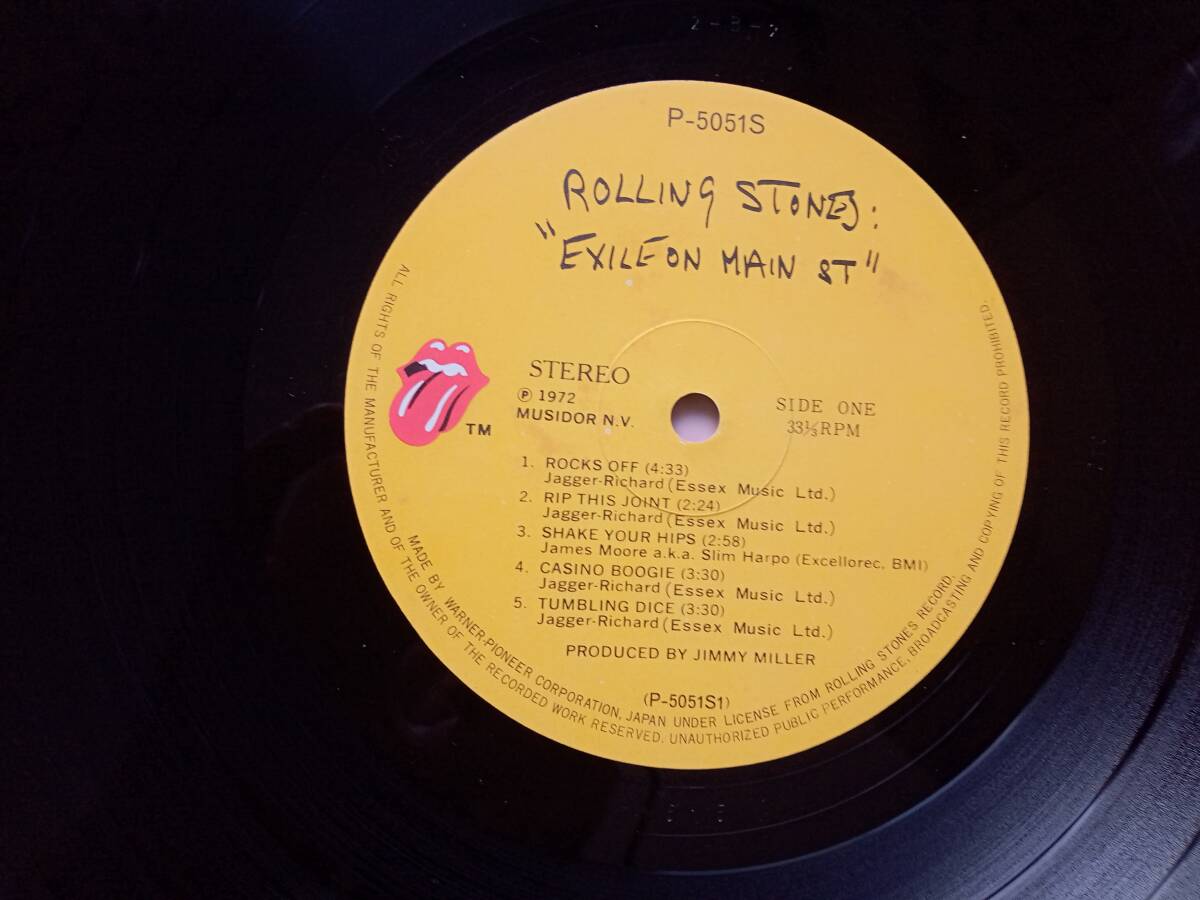 P-5051S
ROLLING STONES:
"EXILE ON MAIN ST"
STEREO
Ⓟ 1972
MUSIDOR N.V.
SIDE ONE
33⅓RPM
TM
1. ROCKS OFF (4:33)
Jagger-Richard (Essex Music Ltd.)
2. RIP THIS JOINT (2:24)
Jagger-Richard (Essex Music Ltd.)
3. SHAKE YOUR HIPS (2:58)
James Moore a.k.a. Slim Harpo (Excellorec, BMI)
4. CASINO BOOGIE (3:30)
Jagger-Richard (Essex Music Ltd.)
5. TUMBLING DICE (3:30)
Jagger-Richard (Essex Music Ltd.)
PRODUCED BY JIMMY MILLER
(P-5051S1)
MADE BY WARNER-PIONEER CORPORATION, JAPAN UNDER LICENSE FROM ROLLING STONES RECORD.
ALL RIGHTS OF THE MANUFACTURER AND OF THE OWNER OF THE RECORDED WORK RESERVED. UNAUTHORIZED PUBLIC PERFORMANCE, BROADCASTING AND COPYING OF THIS RECORD PROHIBITED.